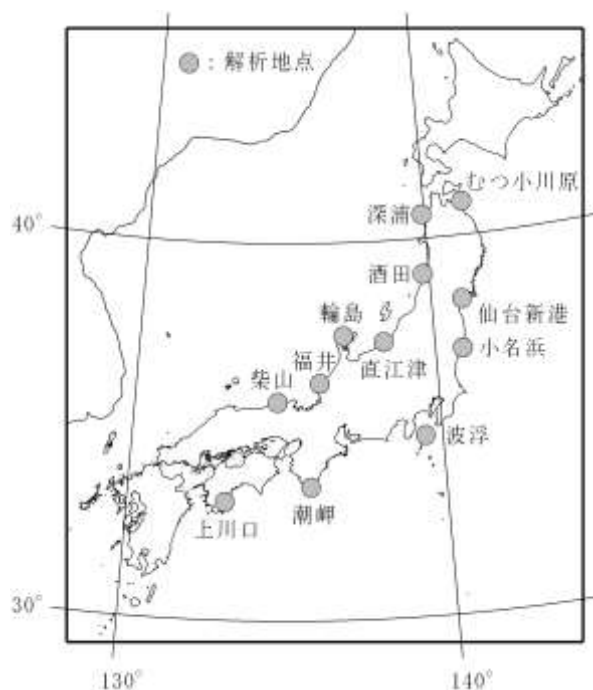 ：解析地点
むつ小川原
深浦
40°
酒田
輪島
仙台新港
小名浜
福井
直江津
柴山
波浮
潮岬
上川口
30°
130°
140°